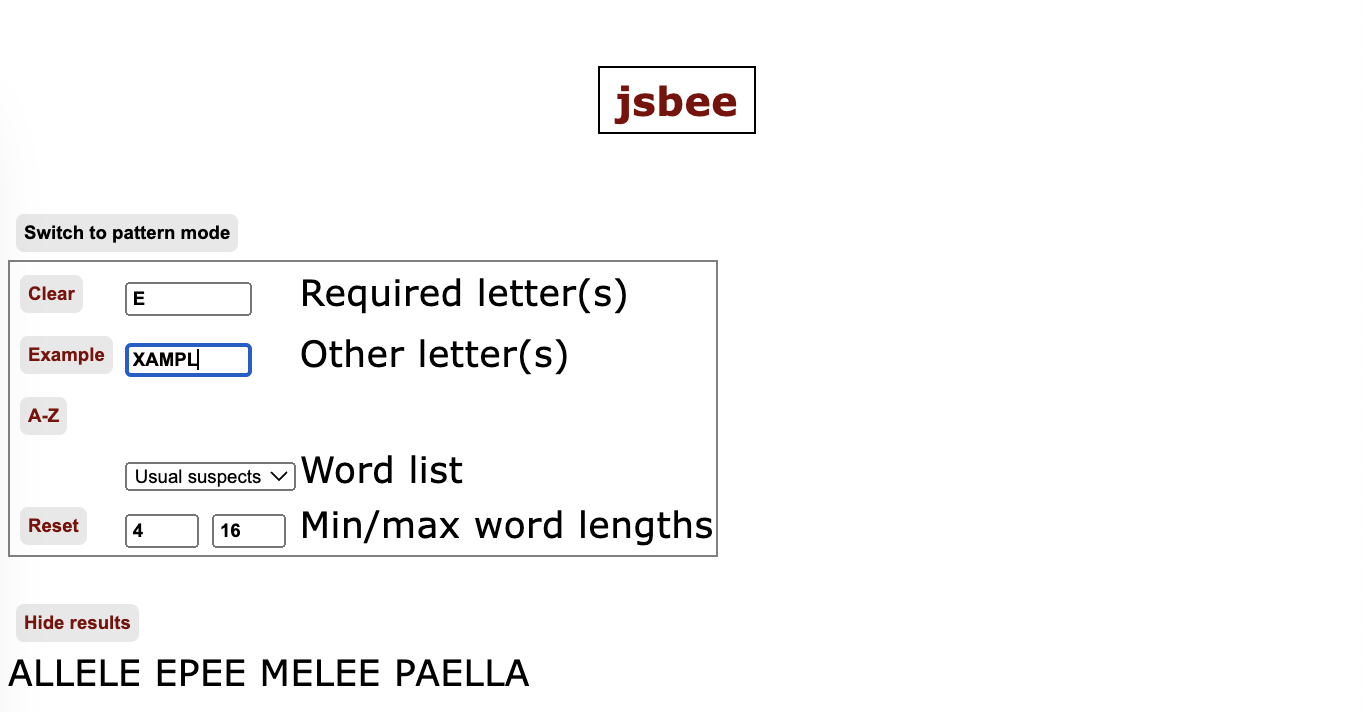 jsbee
Switch to pattern mode
Clear E Required letter(s)
Example XAMPL Other letter(s)
A-Z
Usual suspects Word list
Reset 4 16 Min/max word lengths
Hide results
ALLELE EPEE MELEE PAELLA